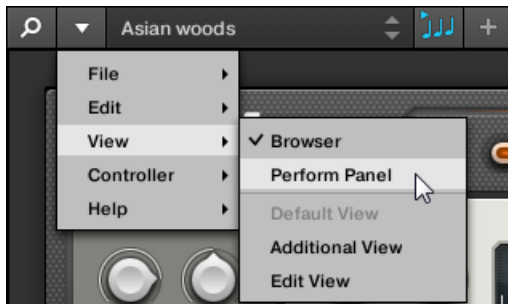 Asian woods
File
Edit
View
Controller
Help
Browser
Perform Panel
Default View
Additional View
Edit View